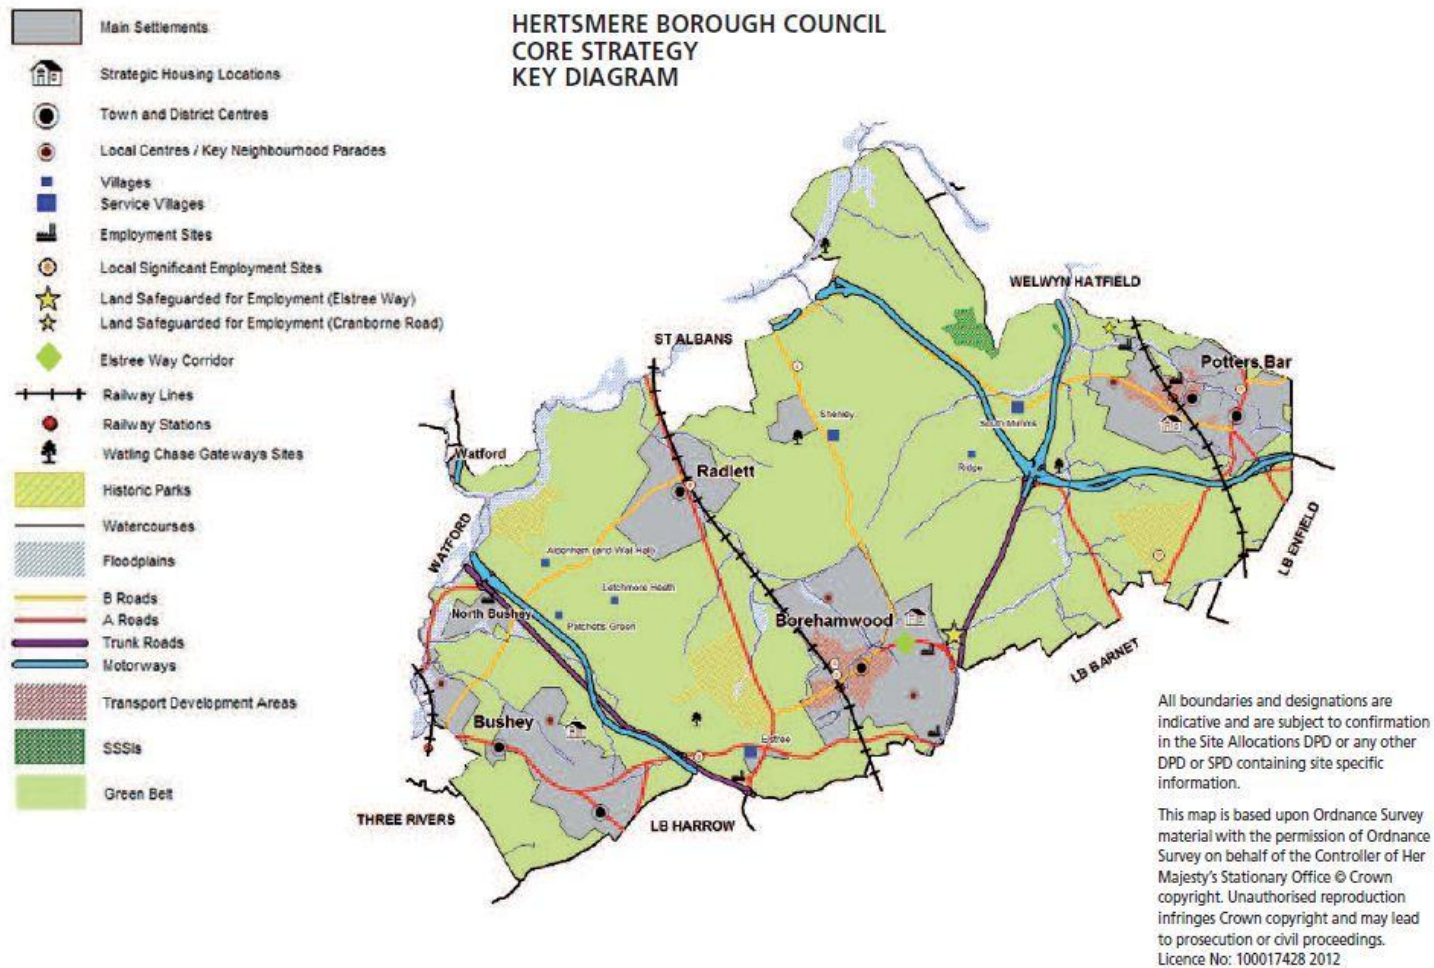 HERTSMERE BOROUGH COUNCIL
CORE STRATEGY
KEY DIAGRAM
Main Settlements
Strategic Housing Locations
Town and District Centres
Local Centres / Key Neighbourhood Parades
Villages
Service Villages
Employment Sites
Local Significant Employment Sites
Land Safeguarded for Employment (Elstree Way)
Land Safeguarded for Employment (Cranborne Road)
Elstree Way Corridor
Railway Lines
Railway Stations
Watling Chase Gateways Sites
Historic Parks
Watercourses
Floodplains
B Roads
A Roads
Trunk Roads
Motorways
Transport Development Areas
SSSIs
Green Belt
WELWYN HATFIELD
ST ALBANS
Potters Bar
Shenley
South Mimms
Watford
Radlett
Ridge
WATFORD
LB ENFIELD
Aldenham (and Wall Hall)
Letchmore Heath
North Bushey
Patchetts Green
Borehamwood
LB BARNET
Bushey
Elstree
THREE RIVERS
LB HARROW
All boundaries and designations are
indicative and are subject to confirmation
in the Site Allocations DPD or any other
DPD or SPD containing site specific
information.
This map is based upon Ordnance Survey
material with the permission of Ordnance
Survey on behalf of the Controller of Her
Majesty's Stationary Office © Crown
copyright. Unauthorised reproduction
infringes Crown copyright and may lead
to prosecution or civil proceedings.
Licence No: 100017428 2012